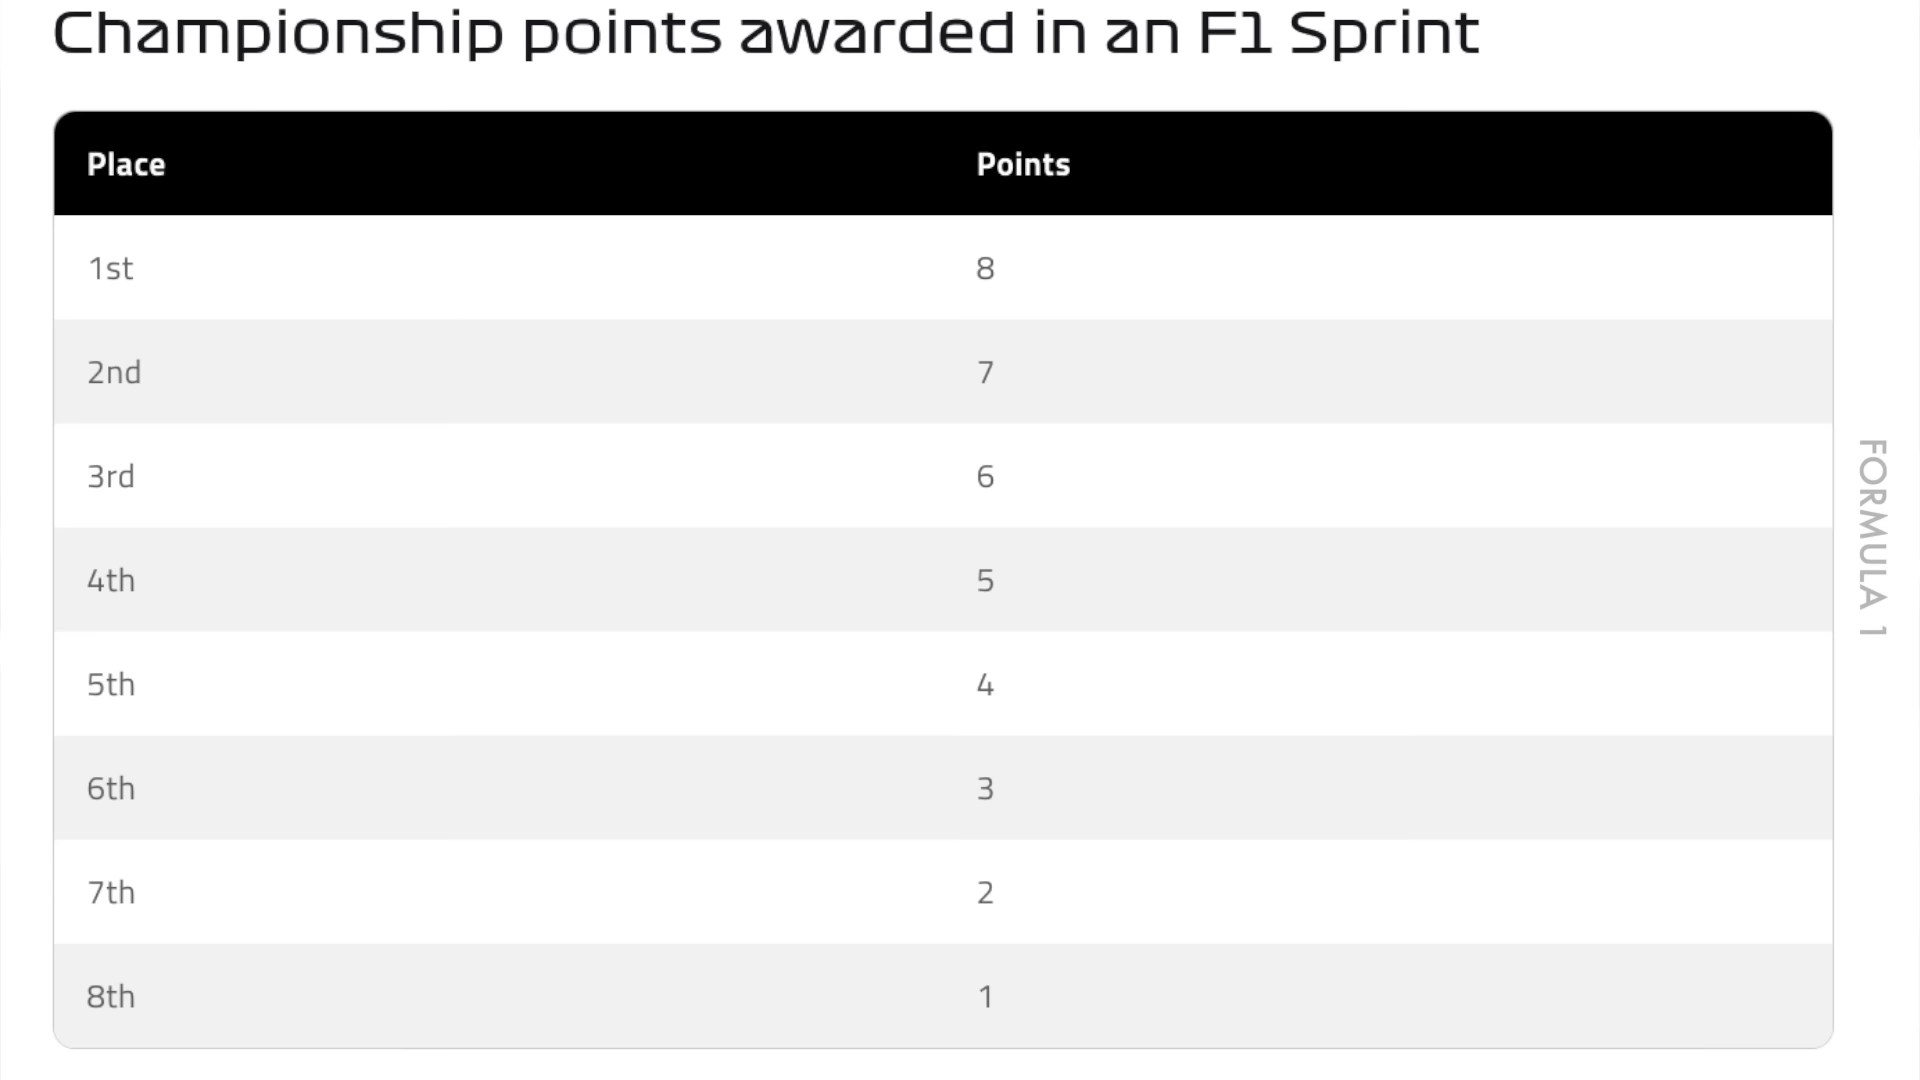 Championship points awarded in an F1 Sprint
Place Points
1st 8
2nd 7
3rd 6
4th 5
5th 4
6th 3
7th 2
8th 1
FORMULA 1